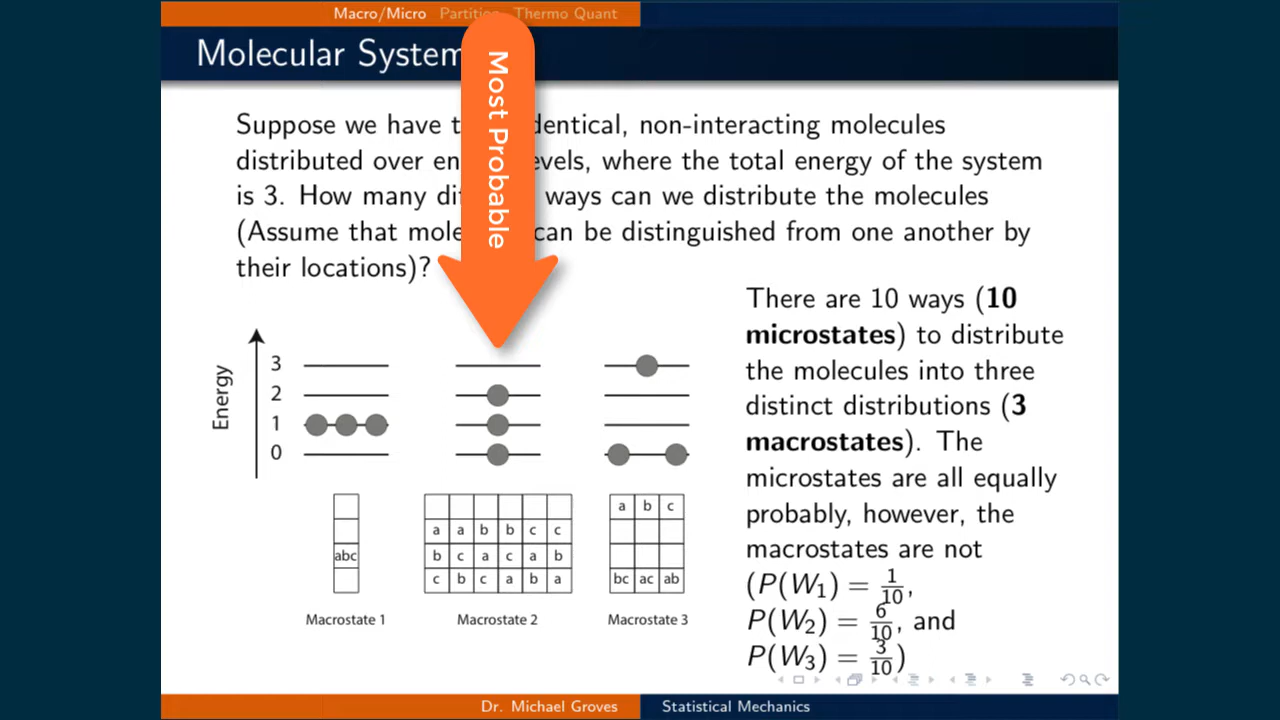 Macro/Micro Partition Thermo Quant
Molecular System
Most Probable
Suppose we have t dentical, non-interacting molecules
distributed over en evels, where the total energy of the system
is 3. How many di ways can we distribute the molecules
(Assume that mole can be distinguished from one another by
their locations)?
There are 10 ways (10
microstates) to distribute
the molecules into three
distinct distributions (3
macrostates). The
microstates are all equally
probably, however, the
macrostates are not
(P(W₁) = 1/10,
P(W₂) = 6/10, and
P(W₃) = 3/10)
Energy
3
2
1
0
abc
Macrostate 1
a a b b c c
b c a c a b
c b c a b a
Macrostate 2
a b c
bc ac ab
Macrostate 3
Dr. Michael Groves
Statistical Mechanics